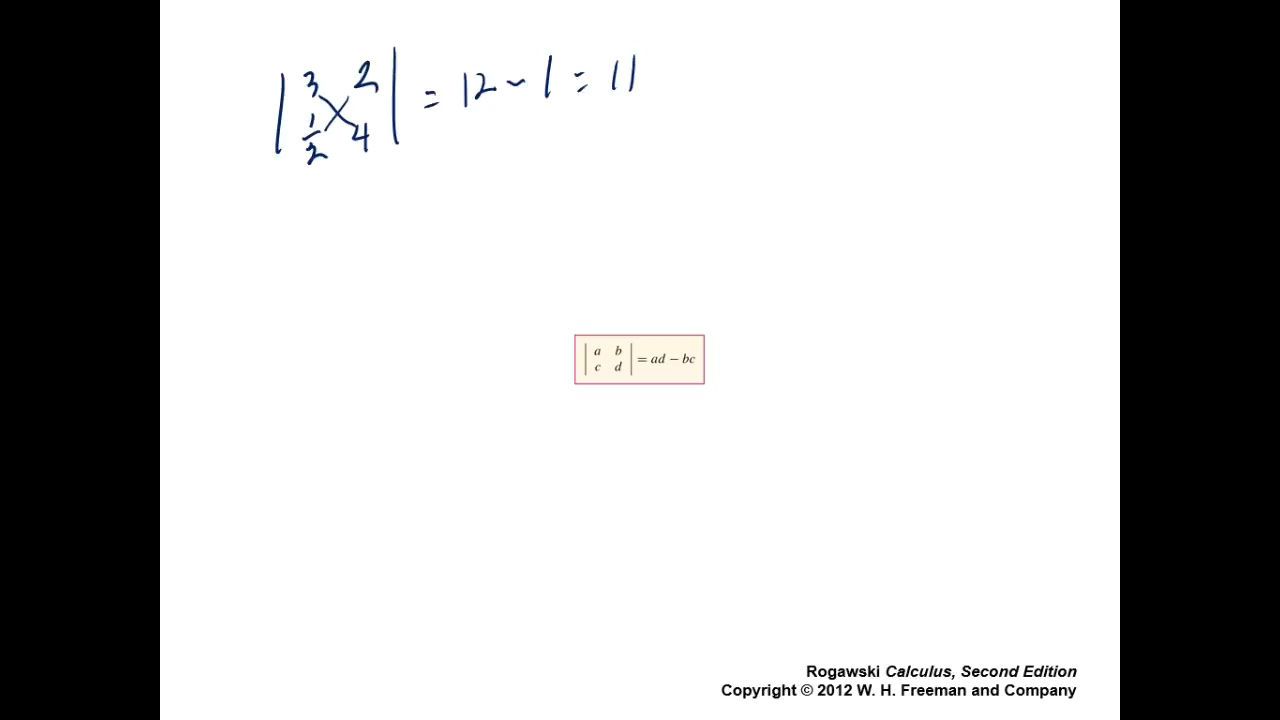 | 3 2 | = 12 - 1 = 11
| 1/2 4 |
| a b | = ad − bc
| c d |
Rogawski Calculus, Second Edition
Copyright © 2012 W. H. Freeman and Company